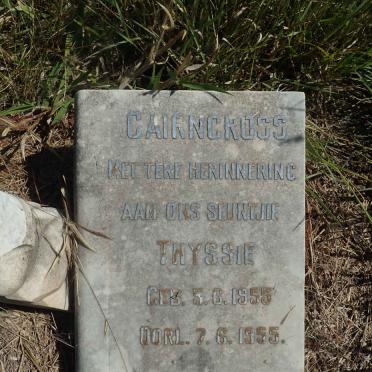 CAIRNCROSS
MET TERE HERINNERING
AAN ONS SEUNTJIE
THYSSIE
GEB. 5. 6. 1955
OORL. 7. 6. 1955.